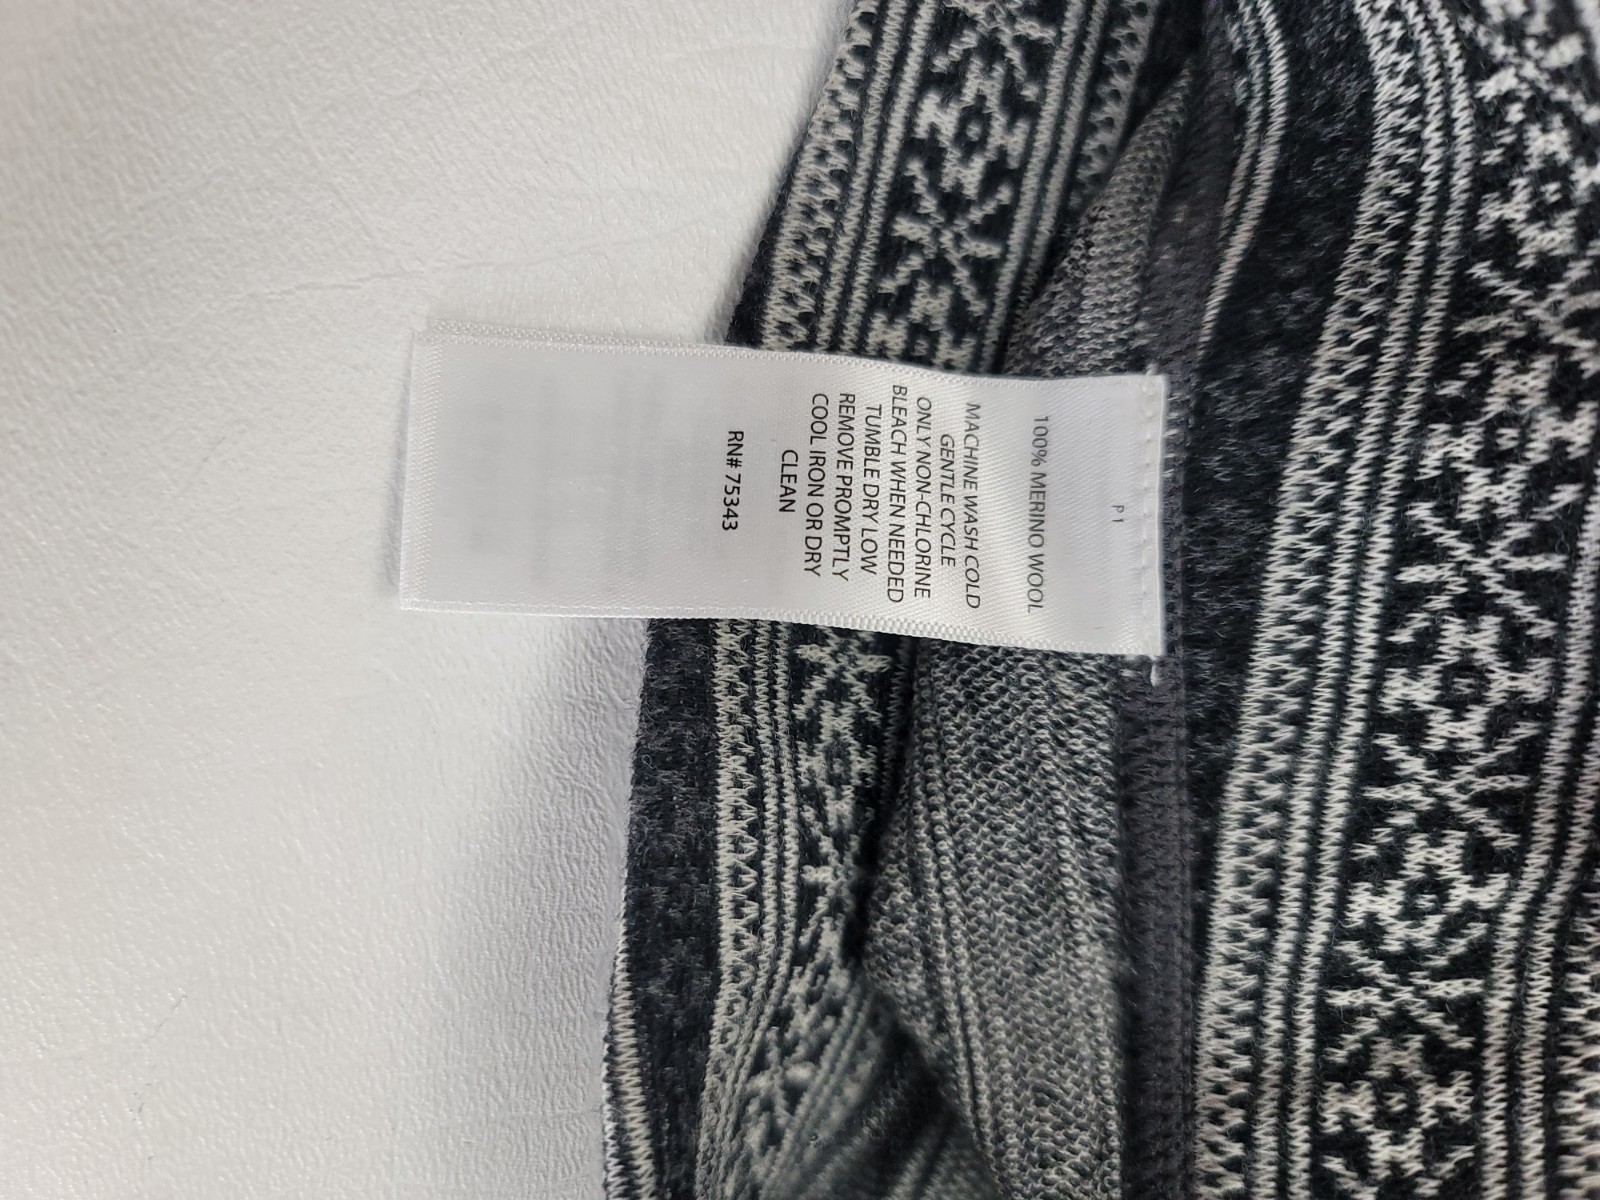 P1
100% MERINO WOOL
MACHINE WASH COLD
GENTLE CYCLE
ONLY NON-CHLORINE
BLEACH WHEN NEEDED
TUMBLE DRY LOW
REMOVE PROMPTLY
COOL IRON OR DRY
CLEAN
RN# 75343